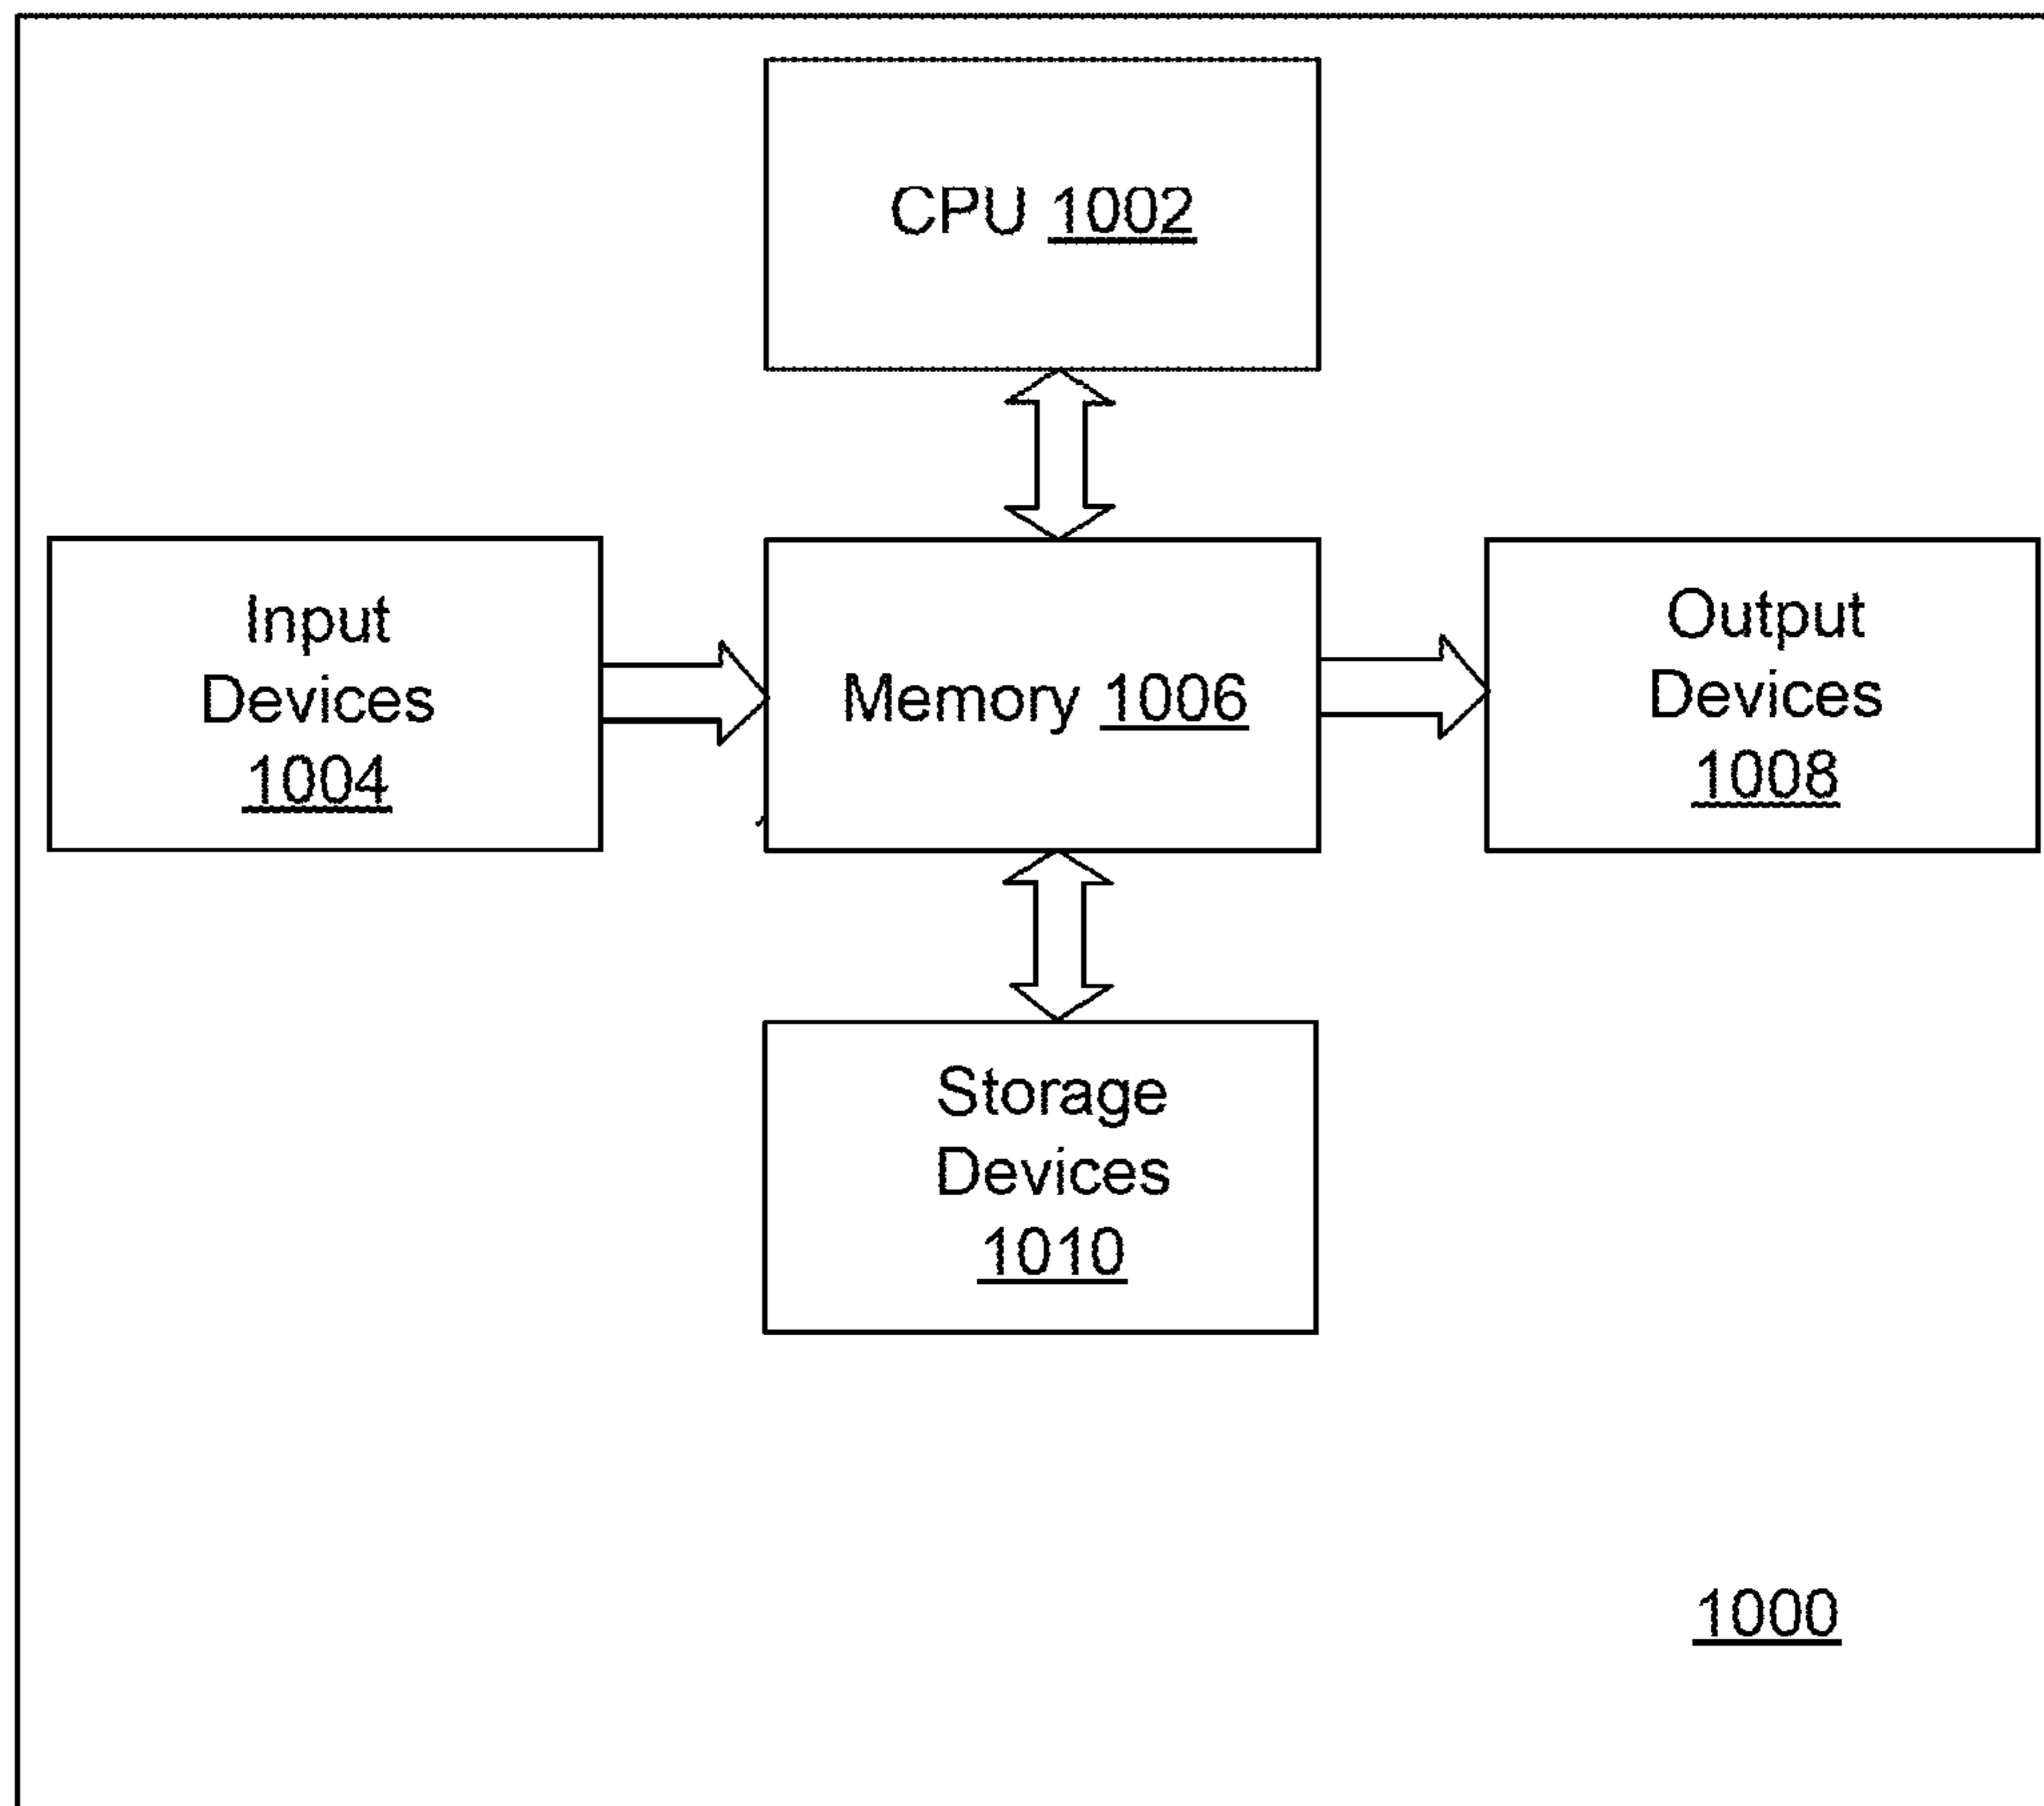 CPU 1002
Input
Devices
1004
Memory 1006
Output
Devices
1008
Storage
Devices
1010
1000